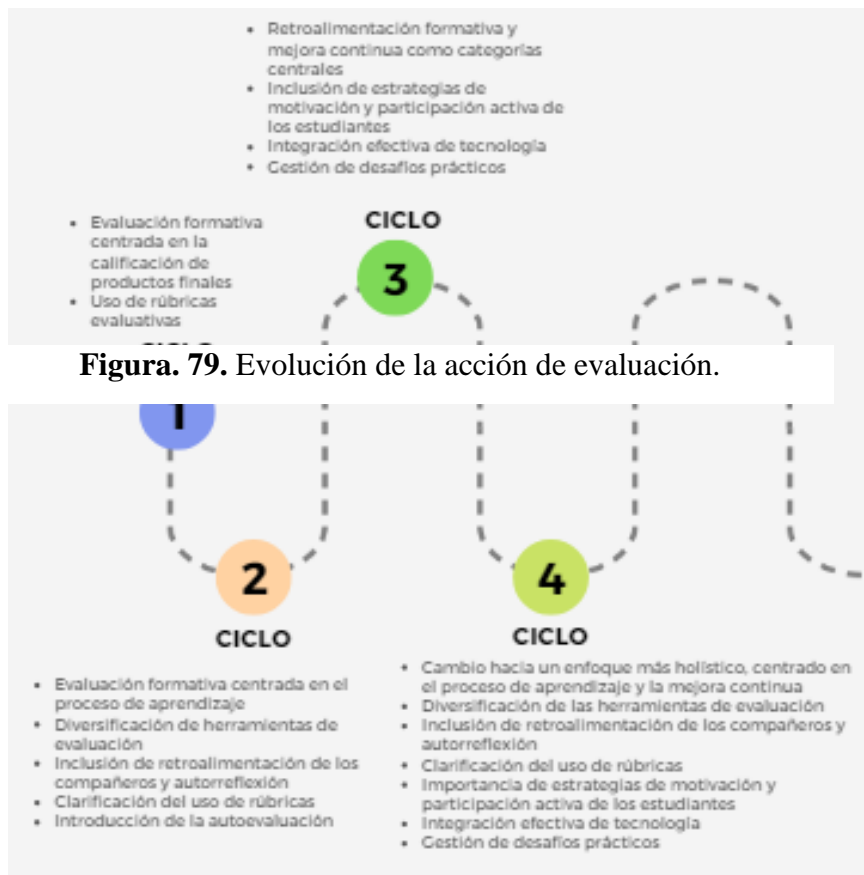 • Retroalimentación formativa y
mejora continua como categorías
centrales
• Inclusión de estrategias de
motivación y participación activa de
los estudiantes
• Integración efectiva de tecnología
• Gestión de desafíos prácticos
CICLO
3
• Evaluación formativa
centrada en la
calificación de
productos finales
• Uso de rúbricas
evaluativas
Figura. 79. Evolución de la acción de evaluación.
1
2
CICLO
• Evaluación formativa centrada en el
proceso de aprendizaje
• Diversificación de herramientas de
evaluación
• Inclusión de retroalimentación de los
compañeros y autorreflexión
• Clarificación del uso de rúbricas
• Introducción de la autoevaluación
4
CICLO
• Cambio hacia un enfoque más holístico, centrado en
el proceso de aprendizaje y la mejora continua
• Diversificación de las herramientas de evaluación
• Inclusión de retroalimentación de los compañeros y
autorreflexión
• Clarificación del uso de rúbricas
• Importancia de estrategias de motivación y
participación activa de los estudiantes
• Integración efectiva de tecnología
• Gestión de desafíos prácticos